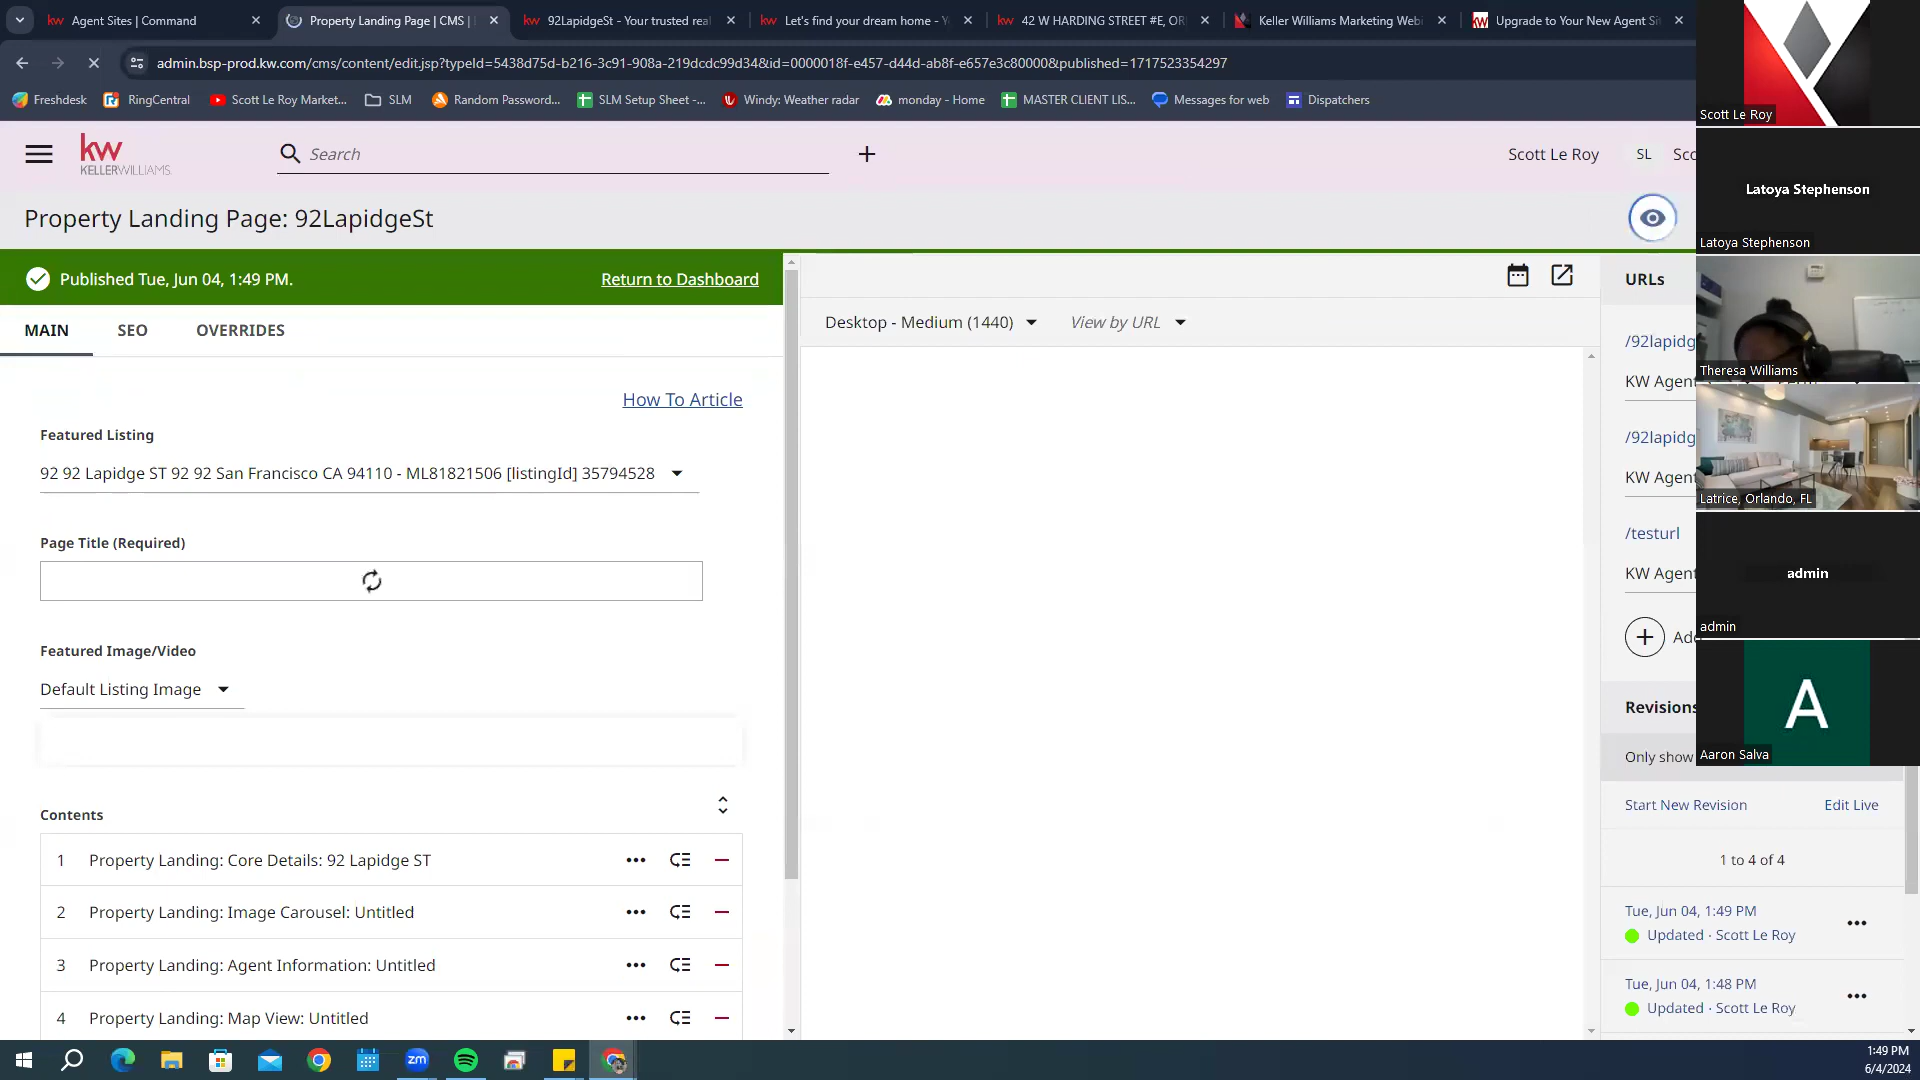 Agent Sites | Command
Property Landing Page | CMS |
92LapidgeSt - Your trusted real
Let's find your dream home - Y
42 W HARDING STREET #E, OR
Keller Williams Marketing Webi
Upgrade to Your New Agent Si
admin.bsp-prod.kw.com/cms/content/edit.jsp?typeId=5438d75d-b216-3c91-908a-219dcdc99d34&id=0000018f-e457-d44d-ab8f-e657e3c80000&published=1717523354297
Freshdesk
RingCentral
Scott Le Roy Market...
SLM
Random Password...
SLM Setup Sheet -...
Windy: Weather radar
monday - Home
MASTER CLIENT LIS...
Messages for web
Dispatchers
kw
KELLERWILLIAMS.
Search
Scott Le Roy
SL
Sco
Property Landing Page: 92LapidgeSt
Published Tue, Jun 04, 1:49 PM.
Return to Dashboard
MAIN
SEO
OVERRIDES
How To Article
Featured Listing
92 92 Lapidge ST 92 92 San Francisco CA 94110 - ML81821506 [listingId] 35794528
Page Title (Required)
Featured Image/Video
Default Listing Image
Contents
1 Property Landing: Core Details: 92 Lapidge ST
2 Property Landing: Image Carousel: Untitled
3 Property Landing: Agent Information: Untitled
4 Property Landing: Map View: Untitled
Desktop - Medium (1440)
View by URL
URLs
/92lapidg
KW Agent
/92lapidg
KW Agent
/testurl
KW Agent
Add
Revisions
Only show
Start New Revision
Edit Live
1 to 4 of 4
Tue, Jun 04, 1:49 PM
Updated · Scott Le Roy
Tue, Jun 04, 1:48 PM
Updated · Scott Le Roy
Scott Le Roy
Latoya Stephenson
Latoya Stephenson
Theresa Williams
Latrice, Orlando, FL
admin
admin
A
Aaron Salva
zm
1:49 PM
6/4/2024